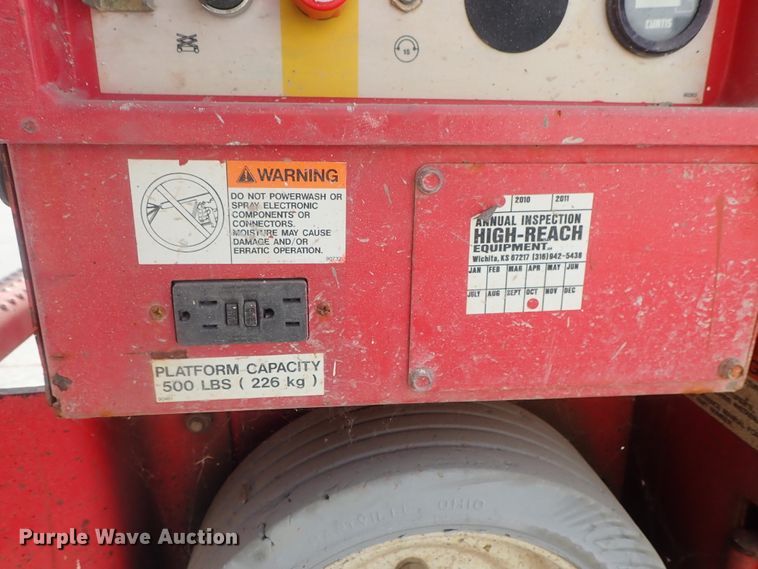 CURTIS
15
WARNING
DO NOT POWERWASH OR
SPRAY ELECTRONIC
COMPONENTS OR
CONNECTORS.
MOISTURE MAY CAUSE
DAMAGE AND/OR
ERRATIC OPERATION.
2010 2011
ANNUAL INSPECTION
HIGH-REACH
EQUIPMENT
Wichita, KS 67217 (316) 942-5438
JAN FEB MAR APR MAY JUN
JULY AUG SEPT OCT NOV DEC
PLATFORM CAPACITY
500 LBS ( 226 kg )
OHIO
Purple Wave Auction